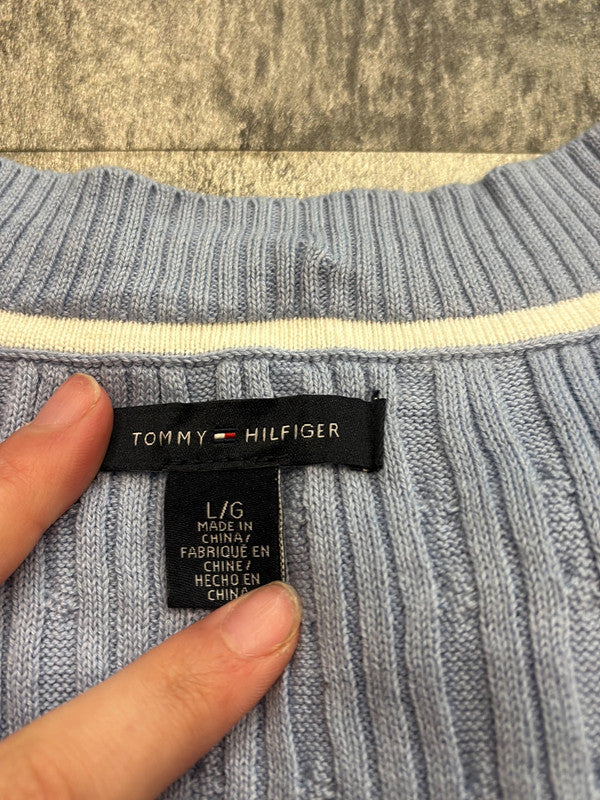 TOMMY HILFIGER
L/G
MADE IN
CHINA/
FABRIQUÉ EN
CHINE/
HECHO EN
CHINA